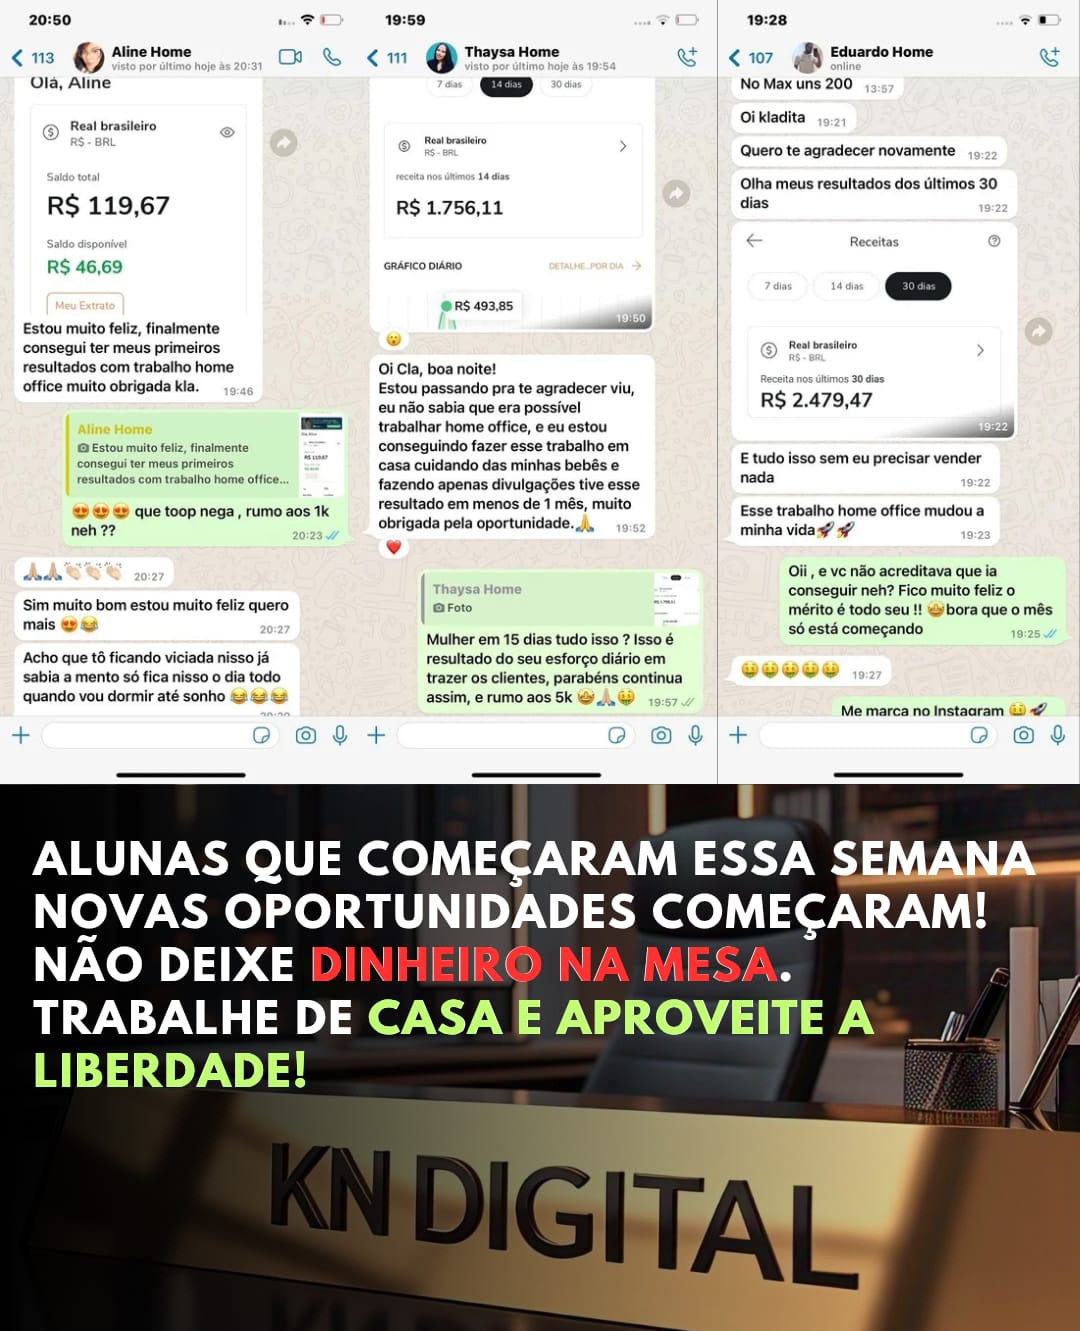 20:50
113
Aline Home
visto por último hoje às 20:31
Olá, Aline
Real brasileiro
R$ - BRL
Saldo total
R$ 119,67
Saldo disponível
R$ 46,69
Meu Extrato
Estou muito feliz, finalmente
consegui ter meus primeiros
resultados com trabalho home
office muito obrigada kla.
19:46
Aline Home
Estou muito feliz, finalmente
consegui ter meus primeiros
resultados com trabalho home office...
😍😍😍 que toop nega , rumo aos 1k
neh ??
20:23
🙏🏼🙏🏼👏🏻👏🏻👏🏻 20:27
Sim muito bom estou muito feliz quero
mais 😍😂
20:27
Acho que tô ficando viciada nisso já
sabia a mento só fica nisso o dia todo
quando vou dormir até sonho 😂😂😂
19:59
111
Thaysa Home
visto por último hoje às 19:54
7 dias
14 dias
30 dias
Real brasileiro
R$ - BRL
receita nos últimos 14 dias
R$ 1.756,11
GRÁFICO DIÁRIO
DETALHE...POR DIA
R$ 493,85
19:50
😯
Oi Cla, boa noite!
Estou passando pra te agradecer viu,
eu não sabia que era possível
trabalhar home office, e eu estou
conseguindo fazer esse trabalho em
casa cuidando das minhas bebês e
fazendo apenas divulgações tive esse
resultado em menos de 1 mês, muito
obrigada pela oportunidade.🙏
19:52
❤️
Thaysa Home
Foto
Mulher em 15 dias tudo isso ? Isso é
resultado do seu esforço diário em
trazer os clientes, parabéns continua
assim, e rumo aos 5k 🤩🙏🏼🤑
19:57
19:28
107
Eduardo Home
online
No Max uns 200 13:57
Oi kladita 19:21
Quero te agradecer novamente 19:22
Olha meus resultados dos últimos 30
dias
19:22
Receitas
7 dias
14 dias
30 dias
Real brasileiro
R$ - BRL
Receita nos últimos 30 dias
R$ 2.479,47
19:22
E tudo isso sem eu precisar vender
nada
19:22
Esse trabalho home office mudou a
minha vida🚀🚀
19:23
Oii , e vc não acreditava que ia
conseguir neh? Fico muito feliz o
mérito é todo seu !! 🤩bora que o mês
só está começando
19:25
🤑🤑🤑🤑🤑 19:27
Me marca no Instagram 🤑🚀
ALUNAS QUE COMEÇARAM ESSA SEMANA
NOVAS OPORTUNIDADES COMEÇARAM!
NÃO DEIXE DINHEIRO NA MESA.
TRABALHE DE CASA E APROVEITE A
LIBERDADE!
KN DIGITAL